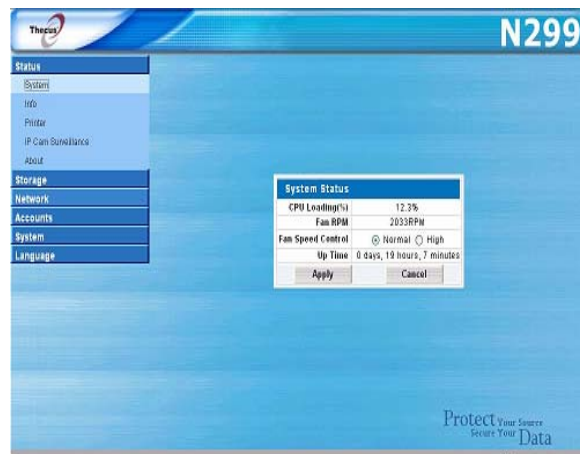 Thecus
N299
Status
System
Info
Printer
IP Cam Surveillance
About
Storage
Network
Accounts
System
Language
System Status
CPU Loading(%) 12.3%
Fan RPM 2033RPM
Fan Speed Control Normal High
Up Time 0 days, 19 hours, 7 minutes
Apply Cancel
Protect Your Source
Secure Your Data